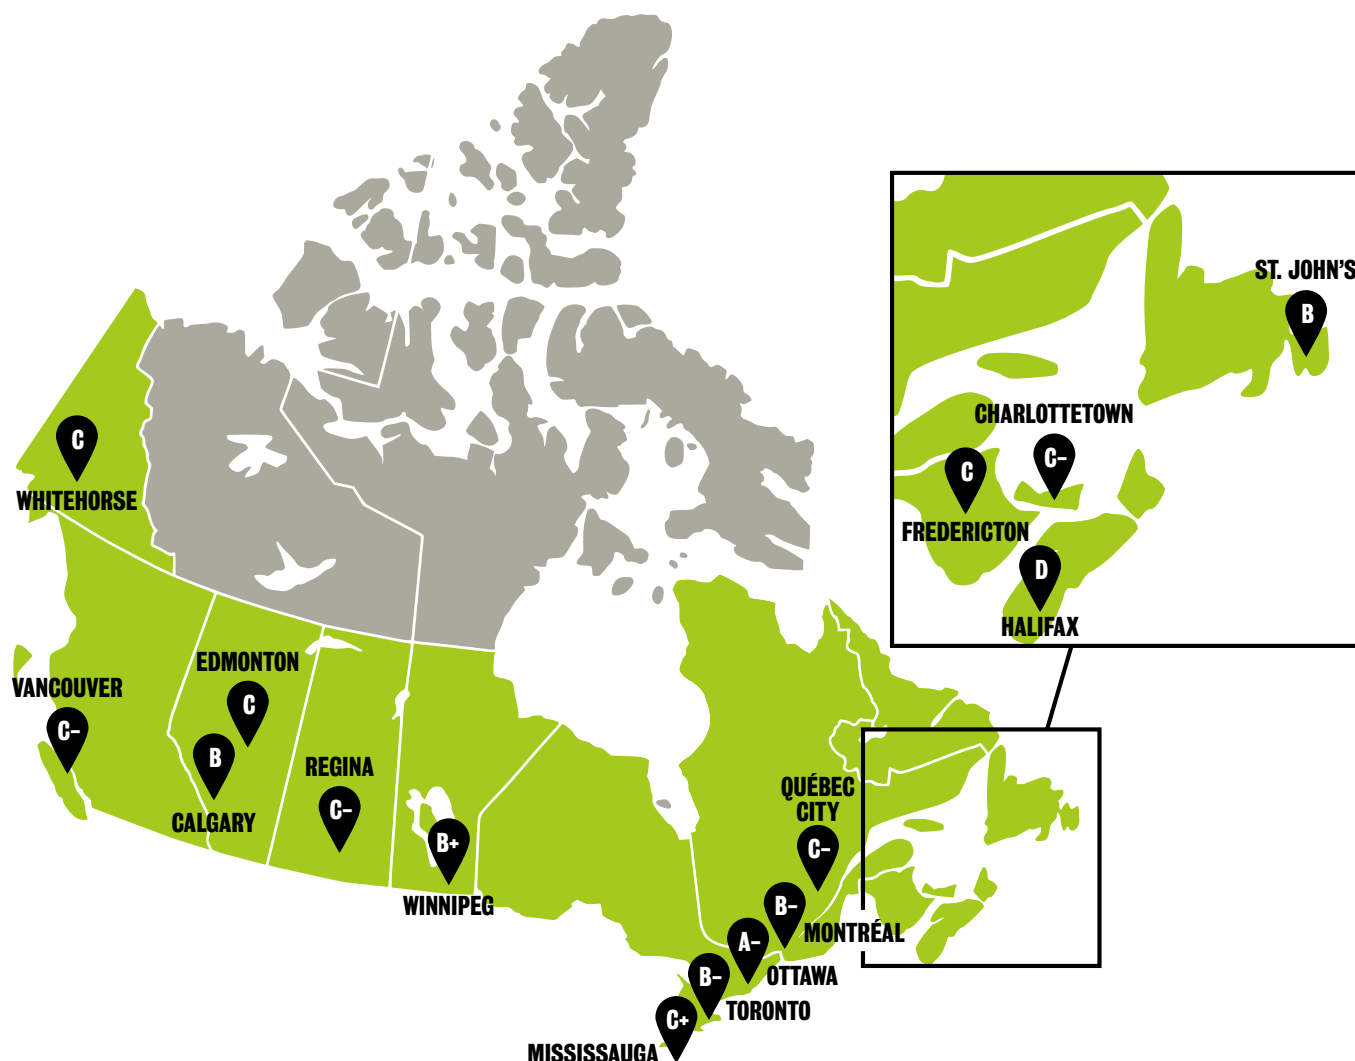 ST. JOHN'S
B
CHARLOTTETOWN
C–
C
FREDERICTON
D
HALIFAX
C
WHITEHORSE
EDMONTON
C
VANCOUVER
C–
B
CALGARY
REGINA
C–
B+
WINNIPEG
QUÉBEC
CITY
C–
B–
MONTRÉAL
A–
OTTAWA
B–
TORONTO
C+
MISSISSAUGA